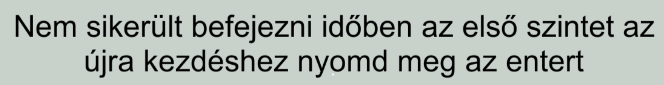 Nem sikerült befejezni időben az első szintet az
újra kezdéshez nyomd meg az entert